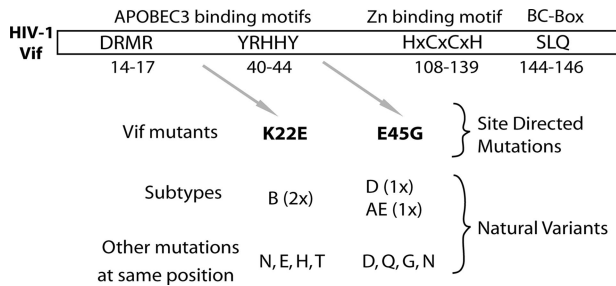 APOBEC3 binding motifs Zn binding motif BC-Box
HIV-1 Vif DRMR YRHHY HxCxCxH SLQ
14-17 40-44 108-139 144-146
Vif mutants K22E E45G Site Directed Mutations
Subtypes B (2x) D (1x) AE (1x)
Natural Variants
Other mutations at same position N, E, H, T D, Q, G, N